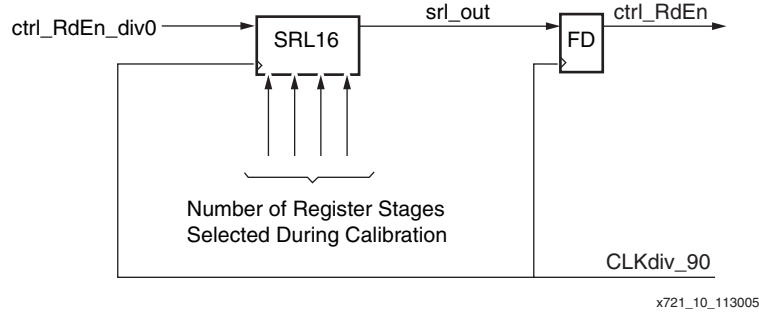 ctrl_RdEn_div0
SRL16
srl_out
FD
ctrl_RdEn
Number of Register Stages
Selected During Calibration
CLKdiv_90
x721_10_113005